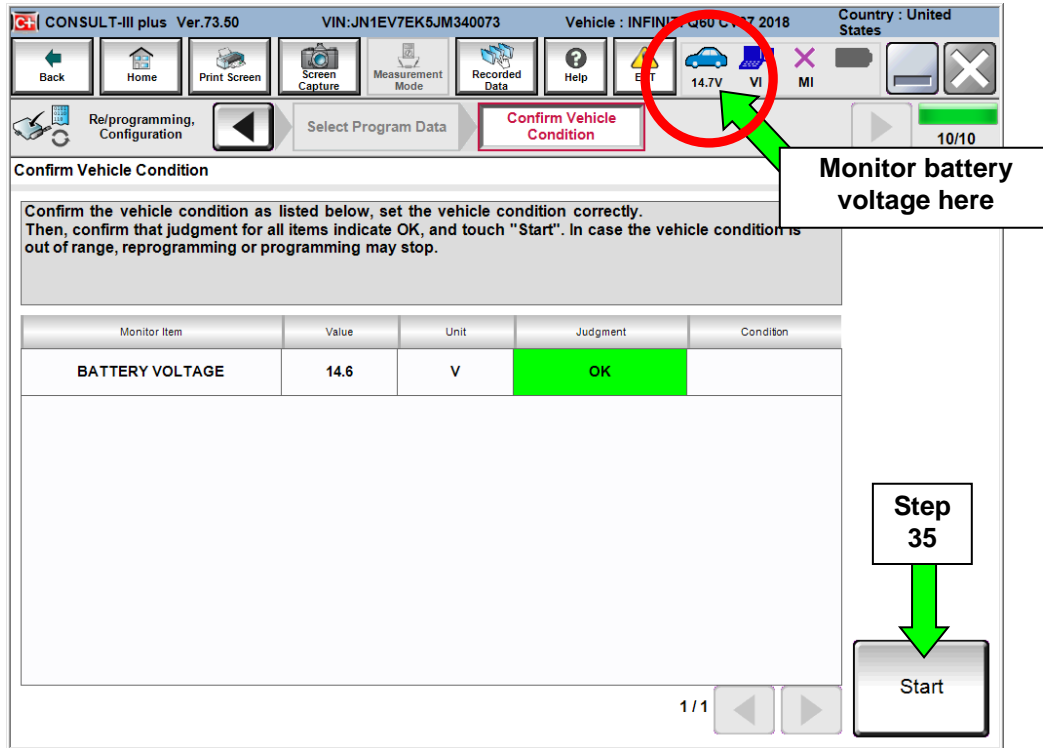 C+ CONSULT-III plus Ver.73.50 VIN:JN1EV7EK5JM340073 Vehicle : INFINITI Q60 CV37 2018 Country : United
States
Back Home Print Screen Screen Capture Measurement Mode Recorded Data Help 14.7V VI MI
Re/programming,
Configuration
Select Program Data
Confirm Vehicle
Condition
10/10
Monitor battery
voltage here
Confirm Vehicle Condition
Confirm the vehicle condition as listed below, set the vehicle condition correctly.
Then, confirm that judgment for all items indicate OK, and touch "Start". In case the vehicle condition is
out of range, reprogramming or programming may stop.
Monitor Item Value Unit Judgment Condition
BATTERY VOLTAGE 14.6 V OK
Step
35
Start
1/1